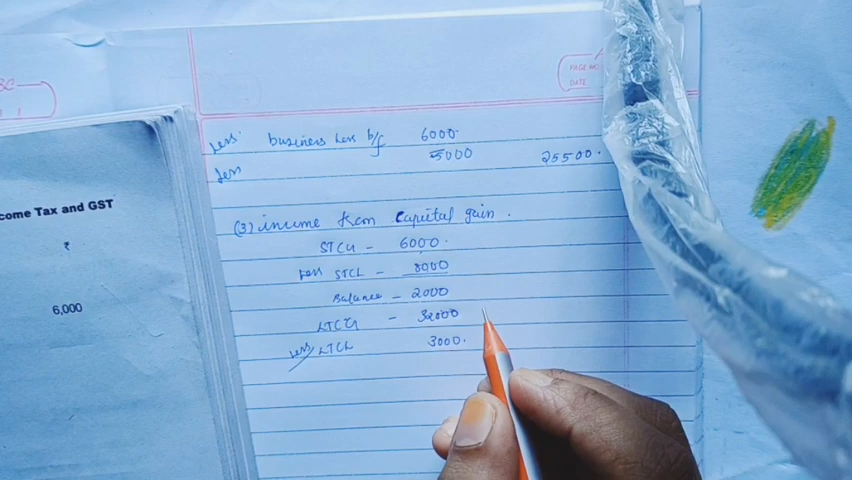 PAGE NO
DATE
come Tax and GST
₹
6,000
Less business Loss b/f 6000
Less 5000 25500
(3) income from capital gain.
STCG - 6000.
Less STCL - 8000
Balance - 2000
LTCG - 32000
Less LTCL 3000.